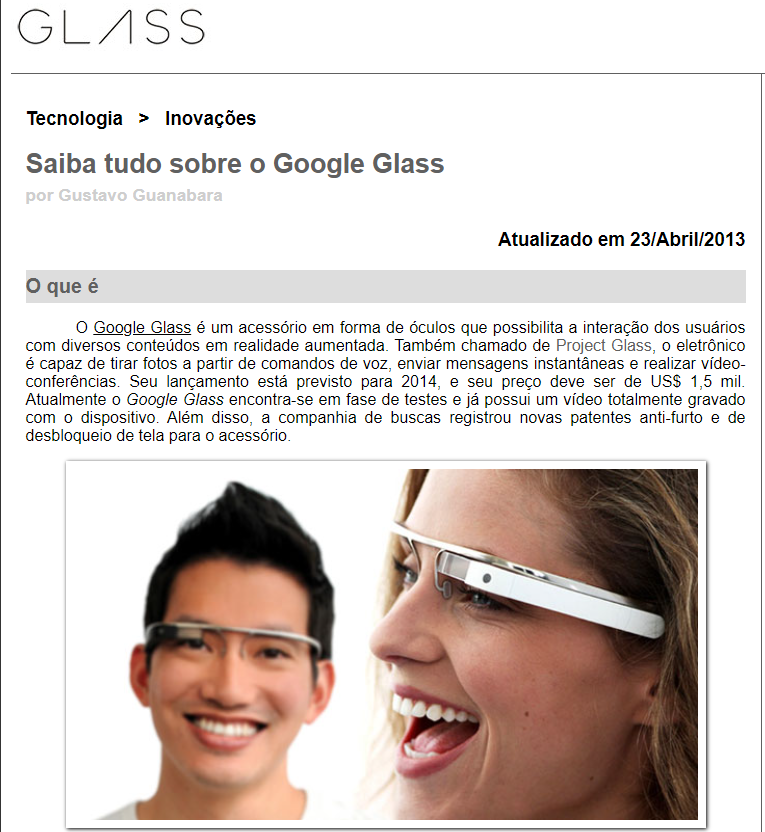 GLASS
Tecnologia > Inovações
Saiba tudo sobre o Google Glass
por Gustavo Guanabara
Atualizado em 23/Abril/2013
O que é
O Google Glass é um acessório em forma de óculos que possibilita a interação dos usuários
com diversos conteúdos em realidade aumentada. Também chamado de Project Glass, o eletrônico
é capaz de tirar fotos a partir de comandos de voz, enviar mensagens instantâneas e realizar vídeo-
conferências. Seu lançamento está previsto para 2014, e seu preço deve ser de US$ 1,5 mil.
Atualmente o Google Glass encontra-se em fase de testes e já possui um vídeo totalmente gravado
com o dispositivo. Além disso, a companhia de buscas registrou novas patentes anti-furto e de
desbloqueio de tela para o acessório.